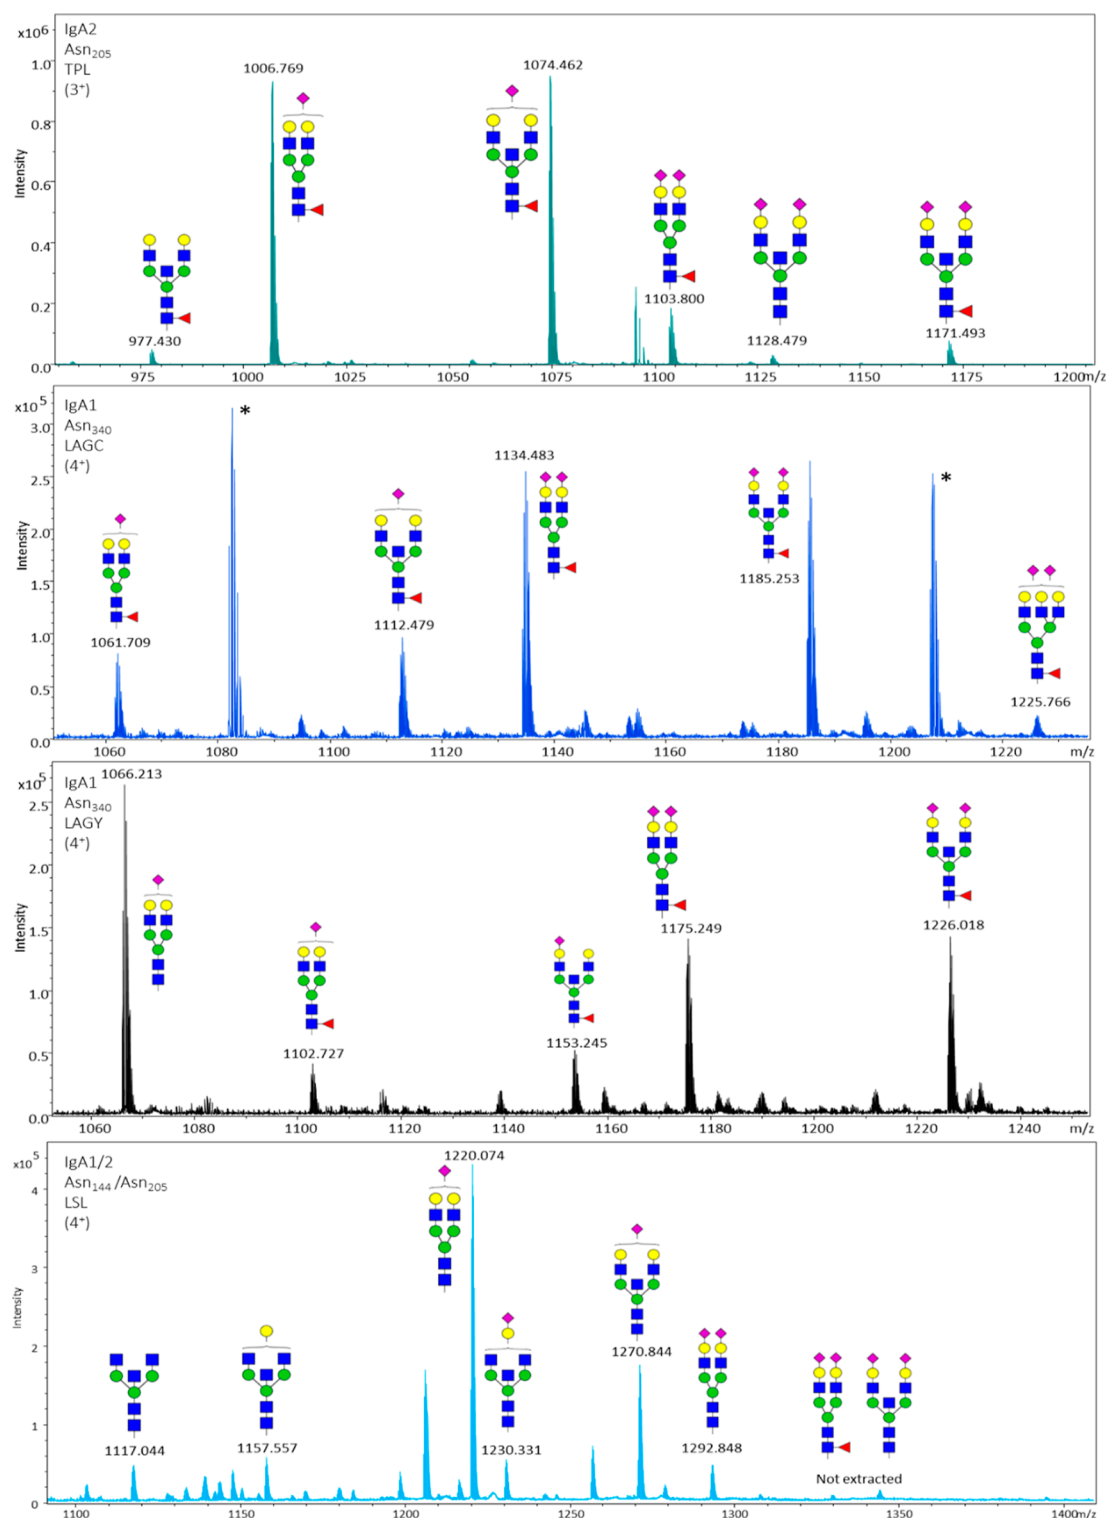 x10⁶
IgA2
Asn₂₀₅
TPL
(3⁺)
1006.769
1074.462
977.430
1103.800
1128.479
1171.493
Intensity
1.0
0.8
0.6
0.4
0.2
0.0
975 1000 1025 1050 1075 1100 1125 1150 1175 1200 m/z
x10⁵
IgA1
Asn₃₄₀
LAGC
(4⁺)
*
1134.483
*
1185.253
1061.709
1112.479
1225.766
Intensity
3.0
2.5
2.0
1.5
1.0
0.5
0.0
1060 1080 1100 1120 1140 1160 1180 1200 1220 m/z
x10⁵
1066.213
IgA1
Asn₃₄₀
LAGY
(4⁺)
1175.249
1226.018
1102.727
1153.245
Intensity
2.5
2.0
1.5
1.0
0.5
0.0
1060 1080 1100 1120 1140 1160 1180 1200 1220 1240 m/z
x10⁵
IgA1/2
Asn₁₄₄/Asn₂₀₅
LSL
(4⁺)
1220.074
1270.844
1117.044
1157.557
1230.331
1292.848
Not extracted
Intensity
4
3
2
1
0
1100 1150 1200 1250 1300 1350 1400 m/z